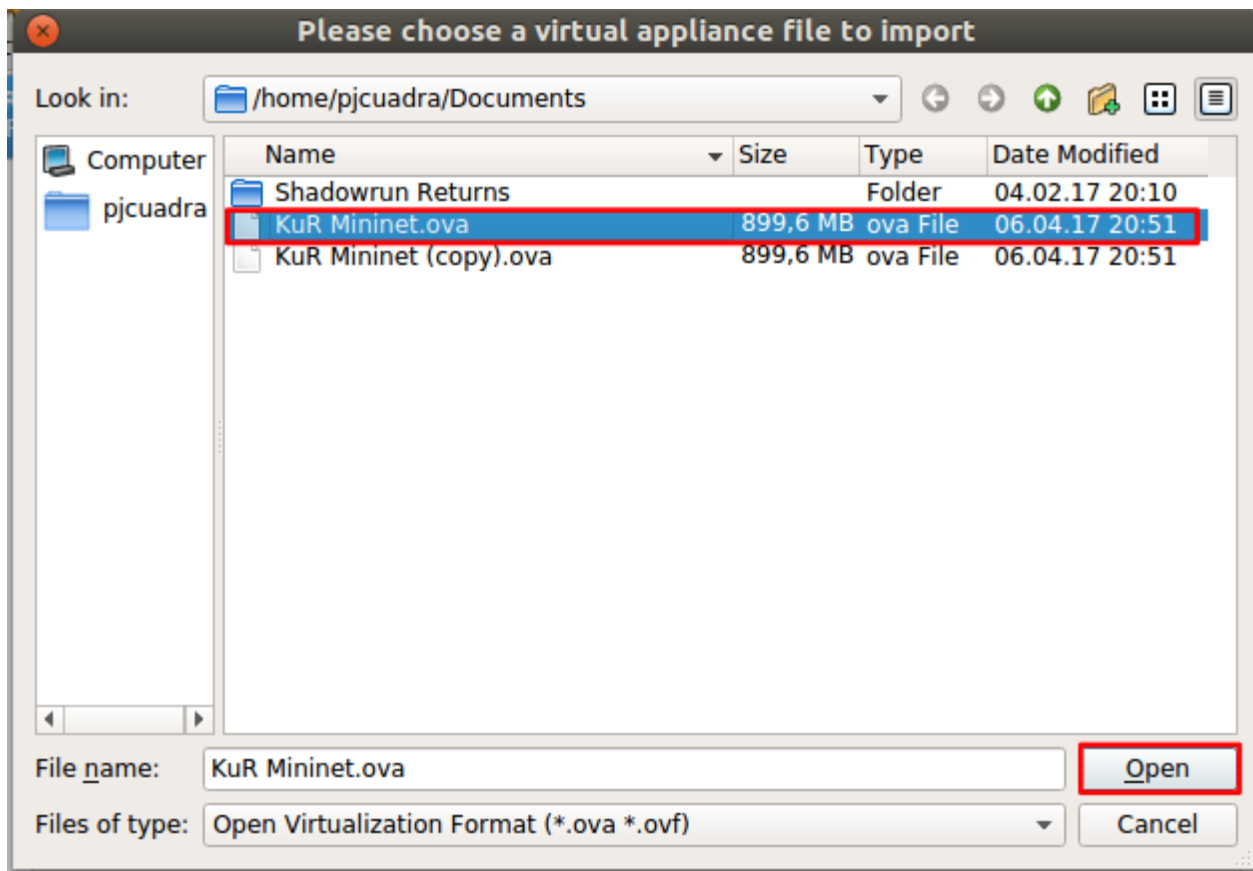 Please choose a virtual appliance file to import
Look in: /home/pjcuadra/Documents
Computer
pjcuadra
Name Size Type Date Modified
Shadowrun Returns Folder 04.02.17 20:10
KuR Mininet.ova 899,6 MB ova File 06.04.17 20:51
KuR Mininet (copy).ova 899,6 MB ova File 06.04.17 20:51
File name: KuR Mininet.ova Open
Files of type: Open Virtualization Format (*.ova *.ovf) Cancel